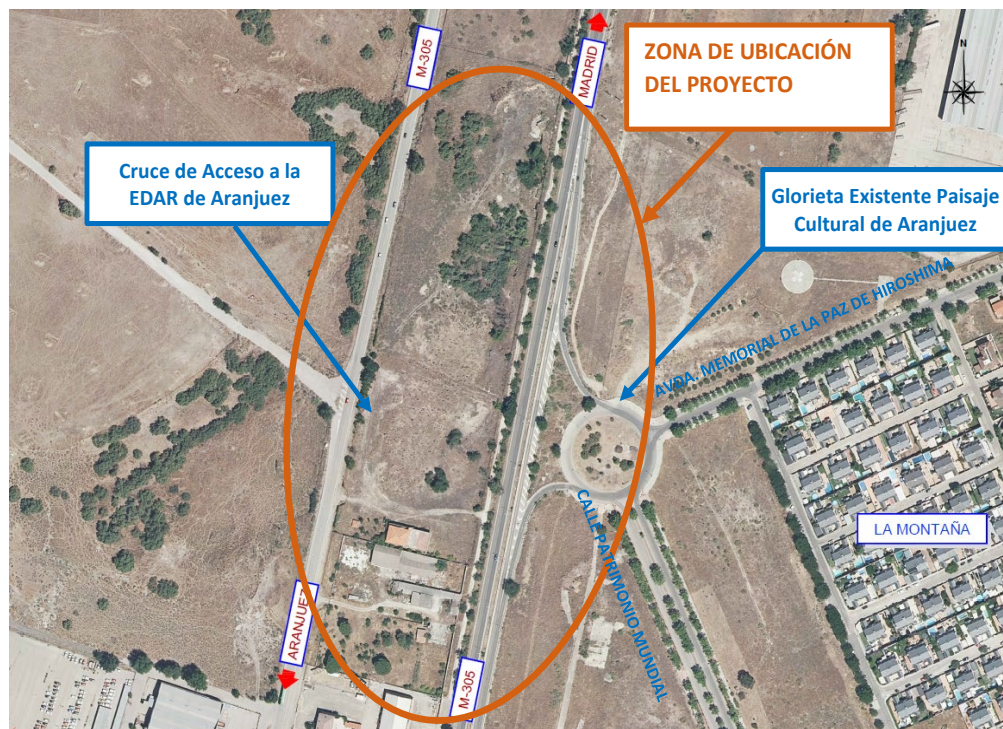 M-305
MADRID
ZONA DE UBICACIÓN
DEL PROYECTO
N
Cruce de Acceso a la
EDAR de Aranjuez
Glorieta Existente Paisaje
Cultural de Aranjuez
AVDA. MEMORIAL DE LA PAZ DE HIROSHIMA
CALLE PATRIMONIO MUNDIAL
LA MONTAÑA
ARANJUEZ
M-305